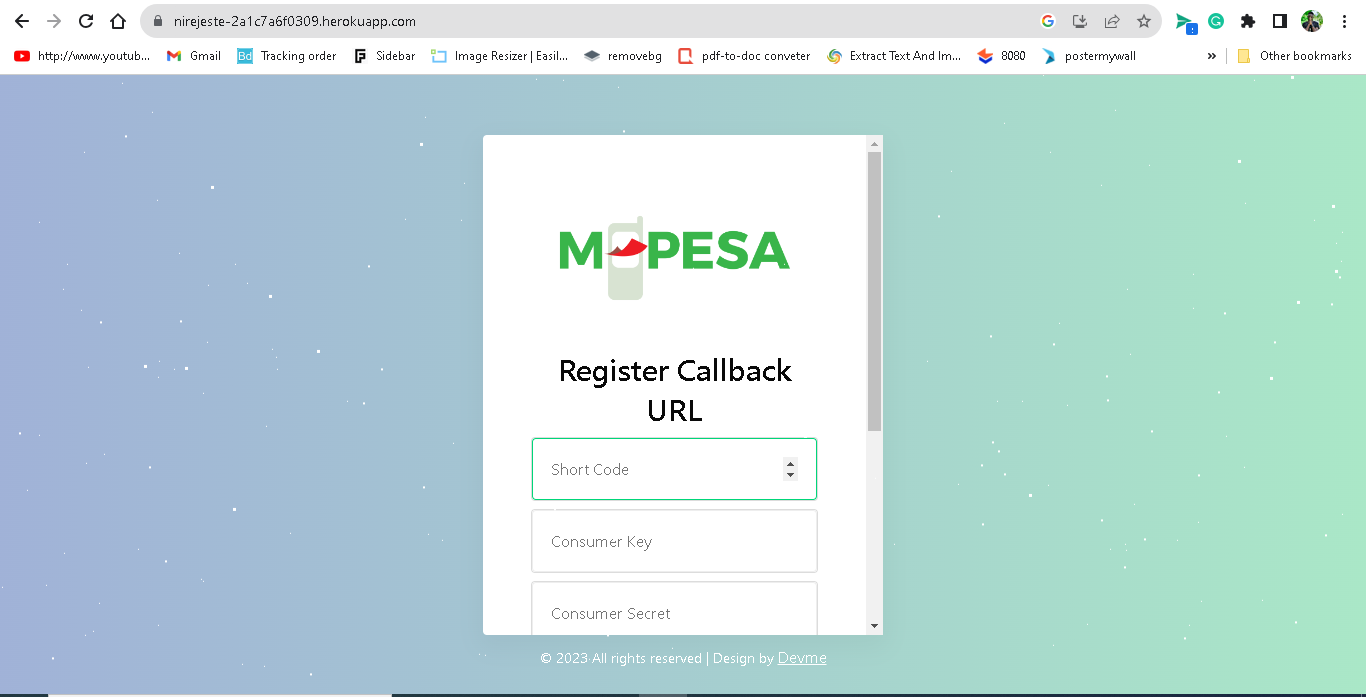 nirejeste-2a1c7a6f0309.herokuapp.com
http://www.youtub... Gmail Bd Tracking order Sidebar Image Resizer | Easil... removebg pdf-to-doc conveter Extract Text And Im... 8080 postermywall » Other bookmarks
M PESA
Register Callback
URL
Short Code
Consumer Key
Consumer Secret
© 2023 All rights reserved | Design by Devme